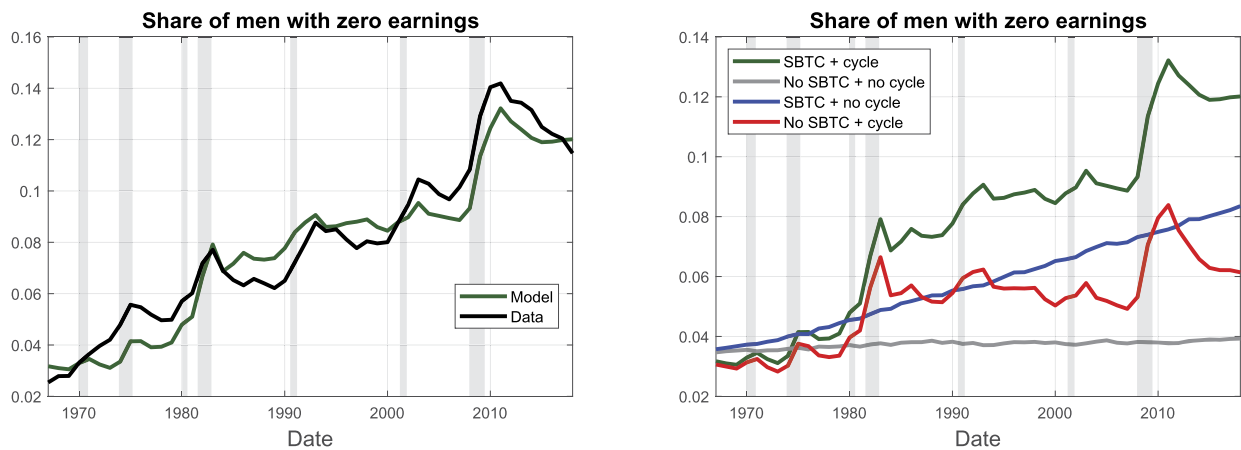 Share of men with zero earnings
0.16
0.14
0.12
0.1
0.08
0.06
0.04
0.02
Model
Data
1970
1980
1990
2000
2010
Date
Share of men with zero earnings
0.14
0.12
0.1
0.08
0.06
0.04
0.02
SBTC + cycle
No SBTC + no cycle
SBTC + no cycle
No SBTC + cycle
1970
1980
1990
2000
2010
Date